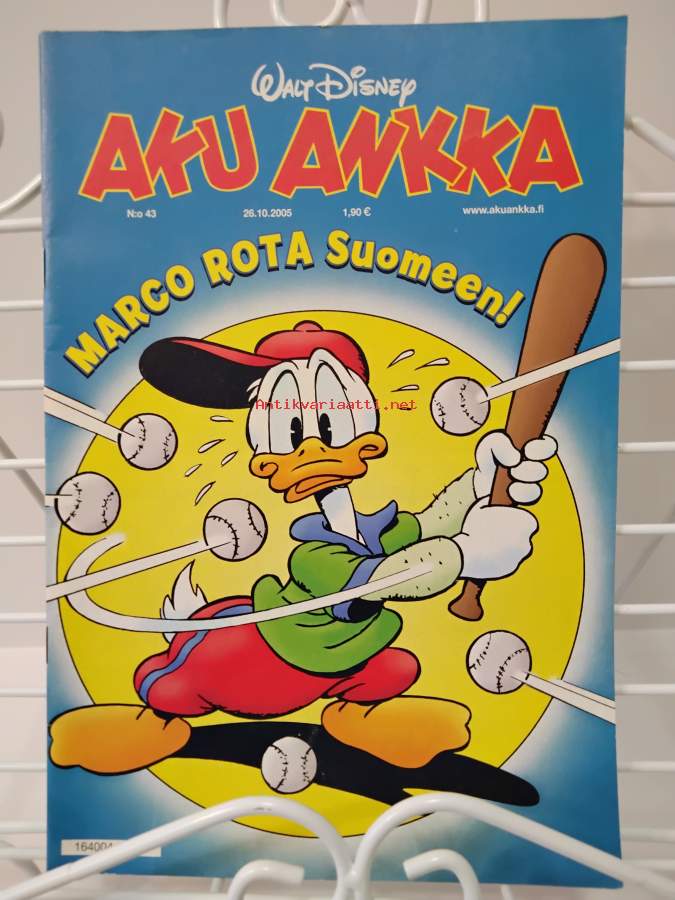 WALT DISNEY
AKU ANKKA
N:o 43 26.10.2005 1,90 € www.akuankka.fi
MARCO ROTA Suomeen!
Antikvariaatti.net